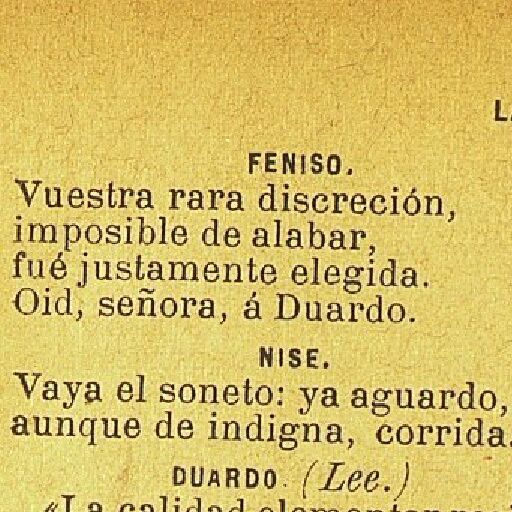 FENISO.
Vuestra rara discreción,
imposible de alabar,
fué justamente elegida.
Oid, señora, á Duardo.
NISE.
Vaya el soneto: ya aguardo,
aunque de indigna, corrida.
DUARDO. (Lee.)
«La calidad